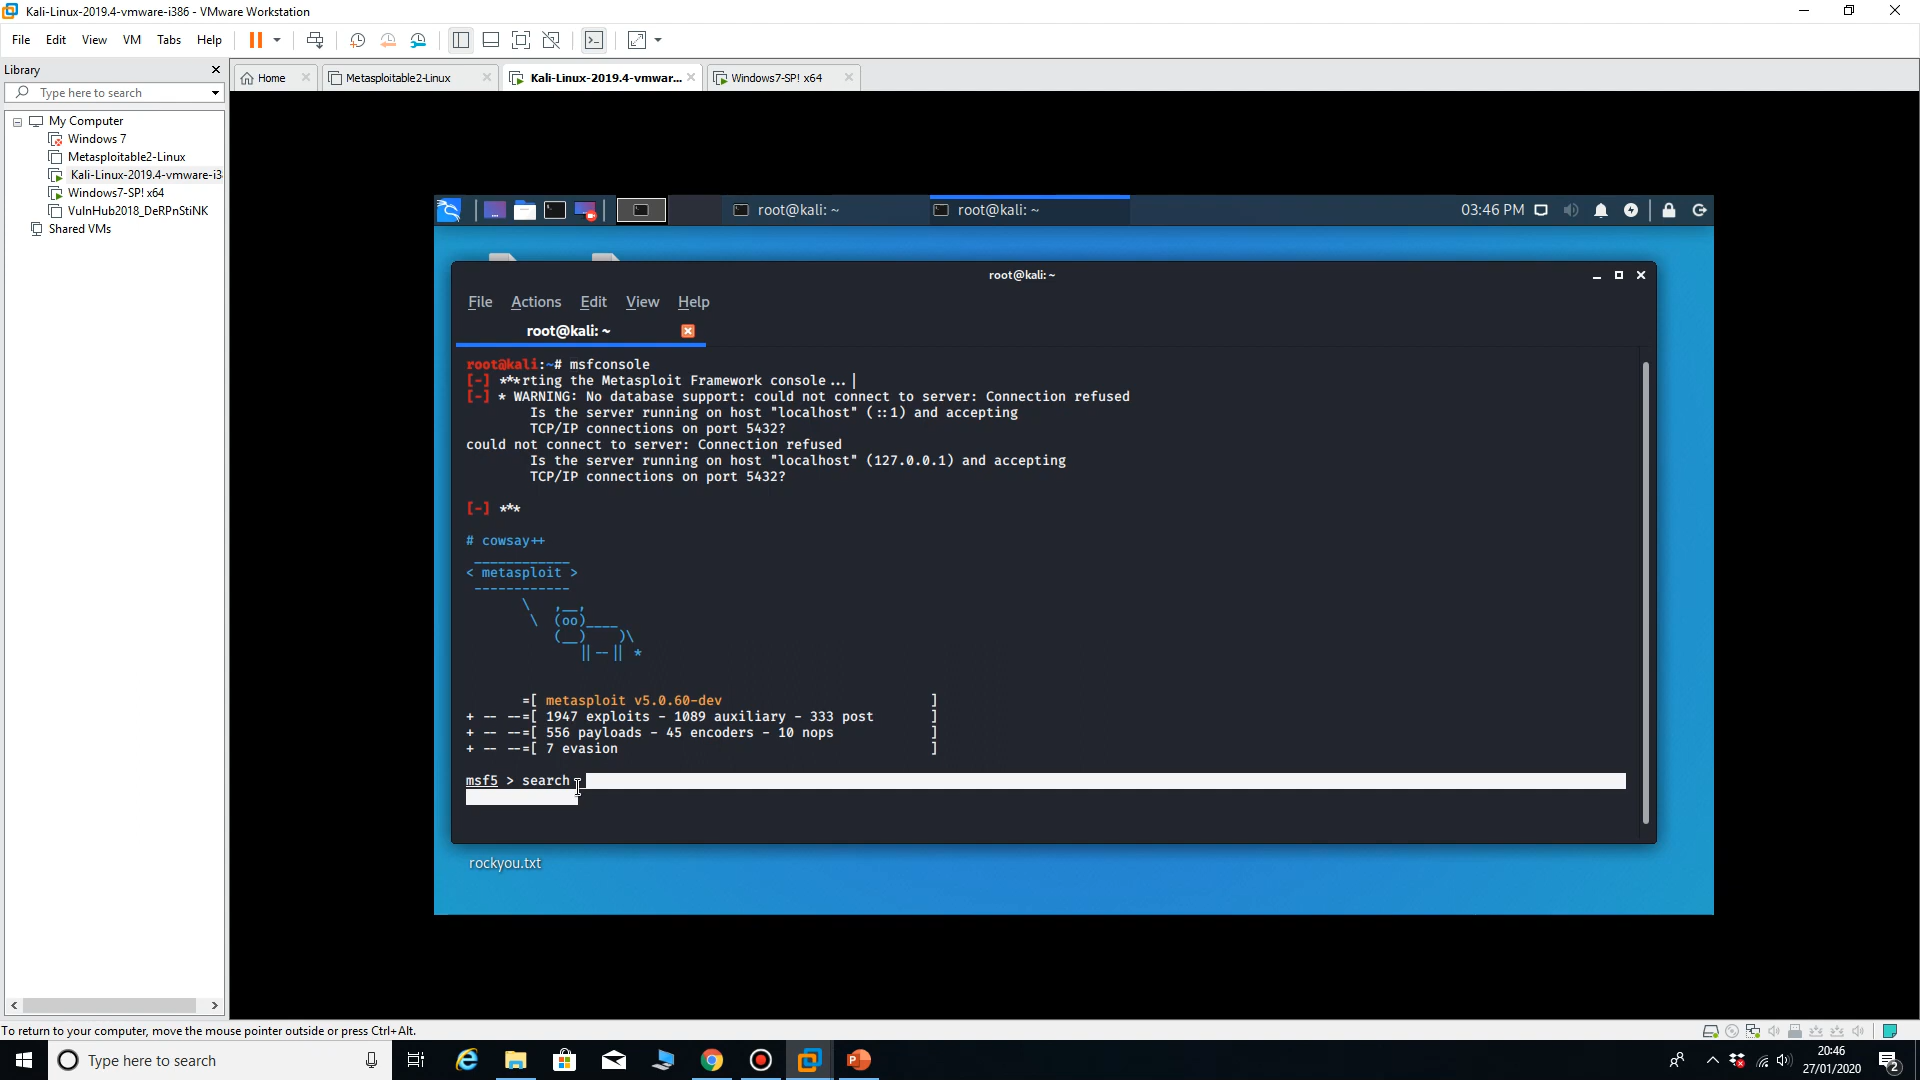 Kali-Linux-2019.4-vmware-i386 - VMware Workstation
File Edit View VM Tabs Help
Library
Type here to search
My Computer
Windows 7
Metasploitable2-Linux
Kali-Linux-2019.4-vmware-i3
Windows7-SP! x64
VulnHub2018_DeRPnStiNK
Shared VMs
Home
Metasploitable2-Linux
Kali-Linux-2019.4-vmwar...
Windows7-SP! x64
root@kali: ~
root@kali: ~
03:46 PM
root@kali: ~
File Actions Edit View Help
root@kali: ~
root@kali:~# msfconsole
[-] ***rting the Metasploit Framework console...|
[-] * WARNING: No database support: could not connect to server: Connection refused
Is the server running on host "localhost" (::1) and accepting
TCP/IP connections on port 5432?
could not connect to server: Connection refused
Is the server running on host "localhost" (127.0.0.1) and accepting
TCP/IP connections on port 5432?
[-] ***
# cowsay++
____________
< metasploit >
------------
\   ,__,
\  (oo)____
(__)    )\
||--|| *
=[ metasploit v5.0.60-dev ]
+ -- --=[ 1947 exploits - 1089 auxiliary - 333 post ]
+ -- --=[ 556 payloads - 45 encoders - 10 nops ]
+ -- --=[ 7 evasion ]
msf5 > search
rockyou.txt
To return to your computer, move the mouse pointer outside or press Ctrl+Alt.
Type here to search
20:46
27/01/2020
2